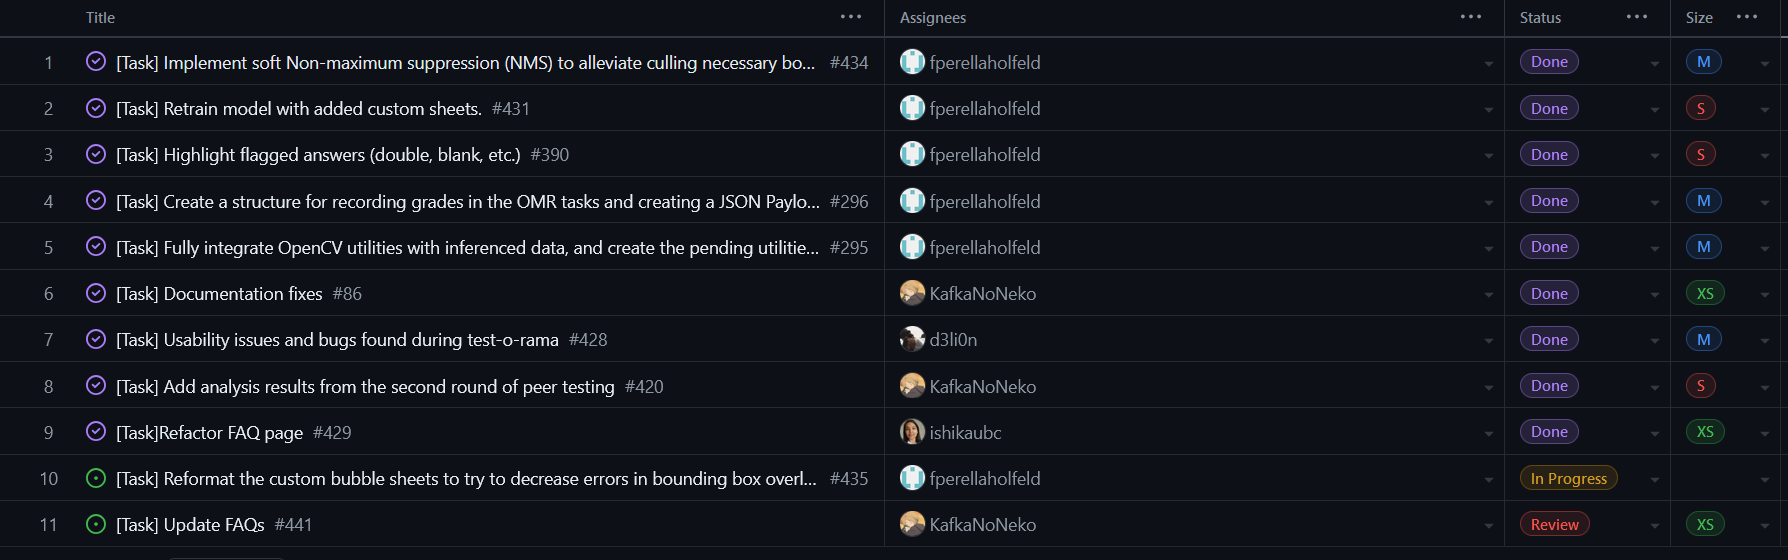 Title ... Assignees ... Status ... Size ...
1 [Task] Implement soft Non-maximum suppression (NMS) to alleviate culling necessary bo... #434 fperellaholfeld Done M
2 [Task] Retrain model with added custom sheets. #431 fperellaholfeld Done S
3 [Task] Highlight flagged answers (double, blank, etc.) #390 fperellaholfeld Done S
4 [Task] Create a structure for recording grades in the OMR tasks and creating a JSON Paylo... #296 fperellaholfeld Done M
5 [Task] Fully integrate OpenCV utilities with inferenced data, and create the pending utilitie... #295 fperellaholfeld Done M
6 [Task] Documentation fixes #86 KafkaNoNeko Done XS
7 [Task] Usability issues and bugs found during test-o-rama #428 d3li0n Done M
8 [Task] Add analysis results from the second round of peer testing #420 KafkaNoNeko Done S
9 [Task]Refactor FAQ page #429 ishikaubc Done XS
10 [Task] Reformat the custom bubble sheets to try to decrease errors in bounding box overl... #435 fperellaholfeld In Progress
11 [Task] Update FAQs #441 KafkaNoNeko Review XS